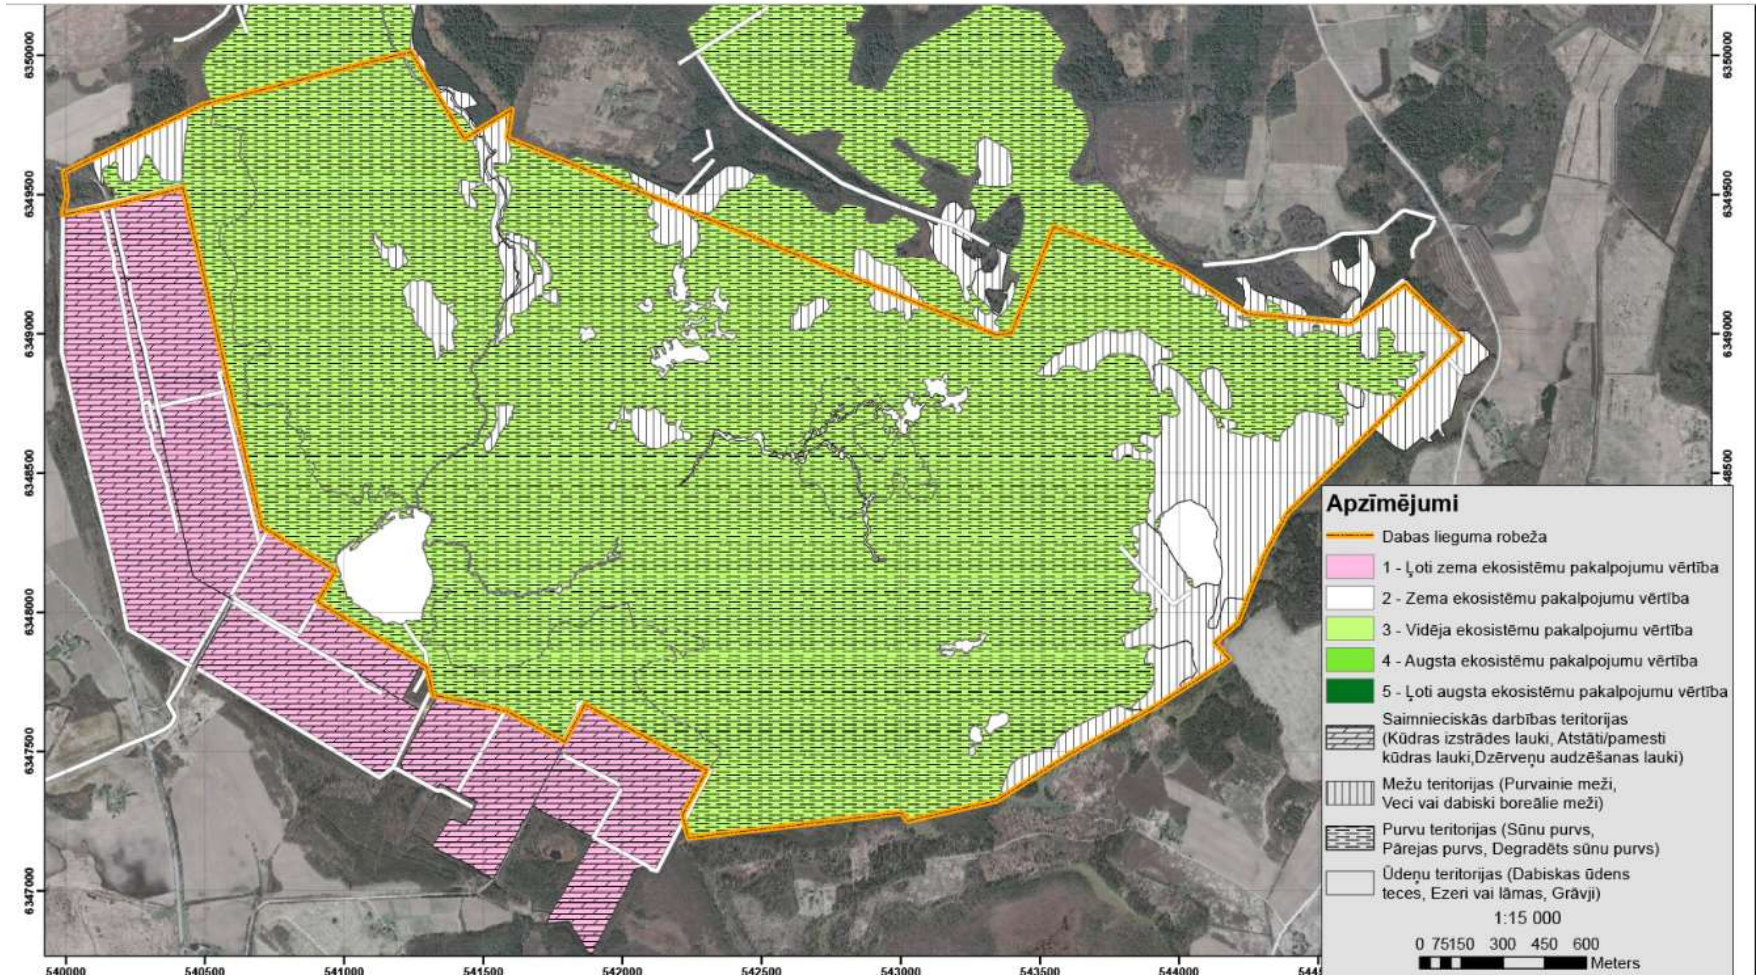 6350000
6349500
6349000
6348500
6348000
6347500
6347000
6350000
6349500
6349000
48500
540000
540500
541000
541500
542000
542500
543000
543500
544000
5445
Apzīmējumi
Dabas lieguma robeža
1 - Ļoti zema ekosistēmu pakalpojumu vērtība
2 - Zema ekosistēmu pakalpojumu vērtība
3 - Vidēja ekosistēmu pakalpojumu vērtība
4 - Augsta ekosistēmu pakalpojumu vērtība
5 - Ļoti augsta ekosistēmu pakalpojumu vērtība
Saimnieciskās darbības teritorijas
(Kūdras izstrādes lauki, Atstāti/pamesti
kūdras lauki,Dzērveņu audzēšanas lauki)
Mežu teritorijas (Purvainie meži,
Veci vai dabiski boreālie meži)
Purvu teritorijas (Sūnu purvs,
Pārejas purvs, Degradēts sūnu purvs)
Ūdeņu teritorijas (Dabiskas ūdens
teces, Ezeri vai lāmas, Grāvji)
1:15 000
0 75150 300 450 600
Meters